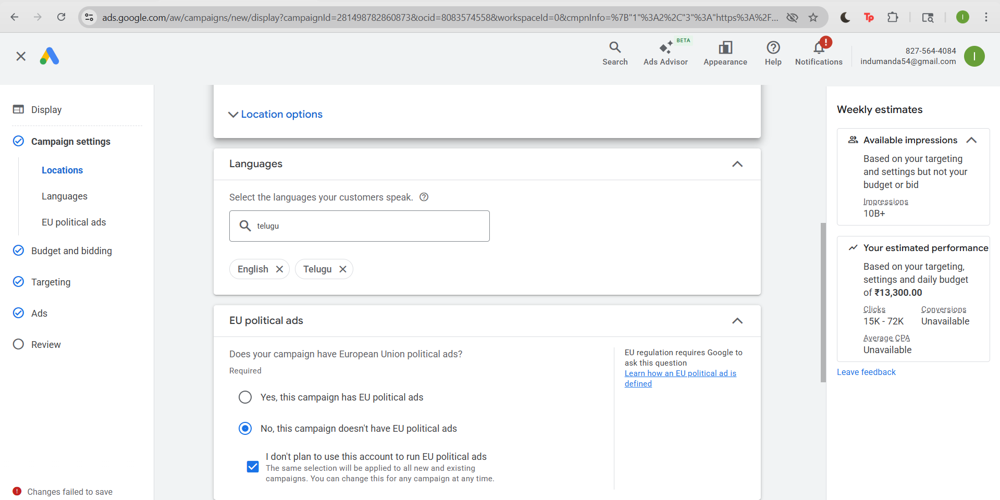 ads.google.com/aw/campaigns/new/display?campaignId=281498782860873&ocid=8083574558&workspaceId=0&cmpnInfo=%7B"1"%3A2%2C"3"%3A"https%3A%2F...
Tp
I
Search
BETA
Ads Advisor
Appearance
Help
Notifications
827-564-4084
indumanda54@gmail.com
I
Display
Campaign settings
Locations
Languages
EU political ads
Budget and bidding
Targeting
Ads
Review
Changes failed to save
Location options
Languages
Select the languages your customers speak.
telugu
English
Telugu
EU political ads
Does your campaign have European Union political ads?
Required
Yes, this campaign has EU political ads
No, this campaign doesn't have EU political ads
I don't plan to use this account to run EU political ads
The same selection will be applied to all new and existing
campaigns. You can change this for any campaign at any time.
EU regulation requires Google to
ask this question
Learn how an EU political ad is
defined
Weekly estimates
Available impressions
Based on your targeting
and settings but not your
budget or bid
Impressions
10B+
Your estimated performance
Based on your targeting,
settings and daily budget
of ₹13,300.00
Clicks Conversions
15K - 72K Unavailable
Average CPA
Unavailable
Leave feedback